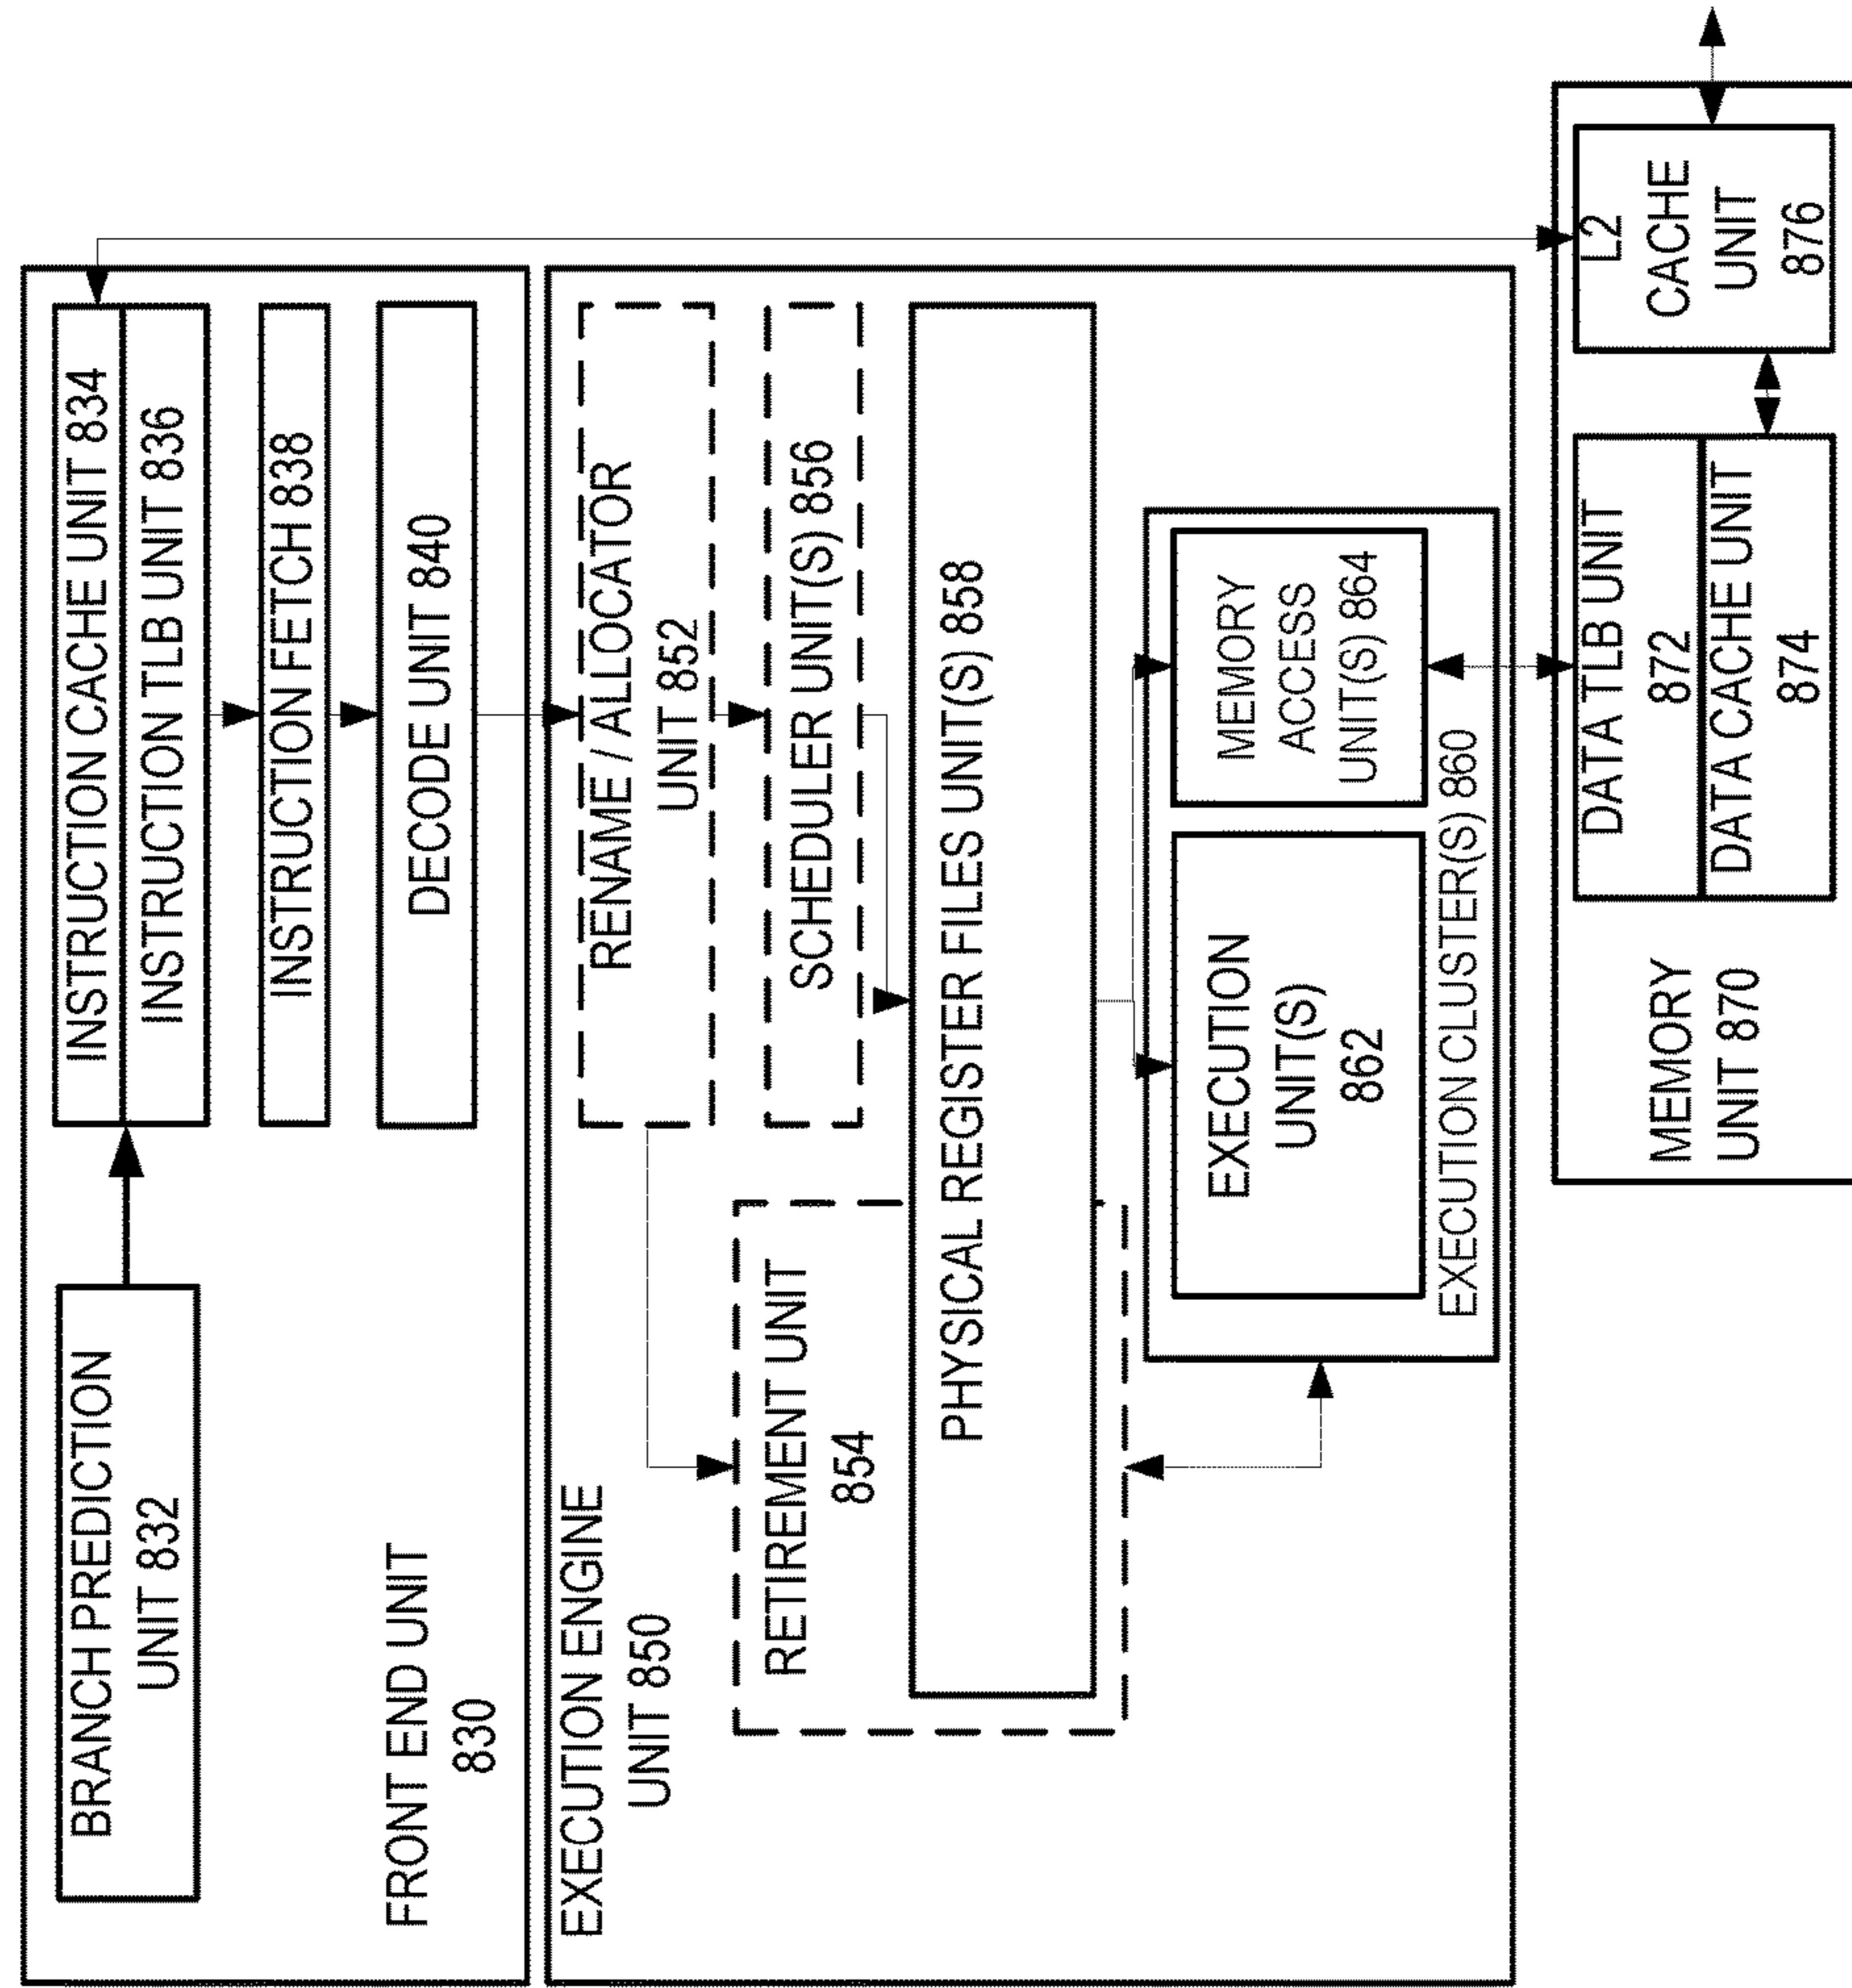 BRANCH PREDICTION
UNIT 832
INSTRUCTION CACHE UNIT 834
INSTRUCTION TLB UNIT 836
INSTRUCTION FETCH 838
DECODE UNIT 840
FRONT END UNIT
830
EXECUTION ENGINE
UNIT 850
RENAME / ALLOCATOR
UNIT 852
RETIREMENT UNIT
854
SCHEDULER UNIT(S) 856
PHYSICAL REGISTER FILES UNIT(S) 858
EXECUTION
UNIT(S)
862
MEMORY
ACCESS
UNIT(S) 864
EXECUTION CLUSTER(S) 860
MEMORY
UNIT 870
DATA TLB UNIT
872
DATA CACHE UNIT
874
L2
CACHE
UNIT
876